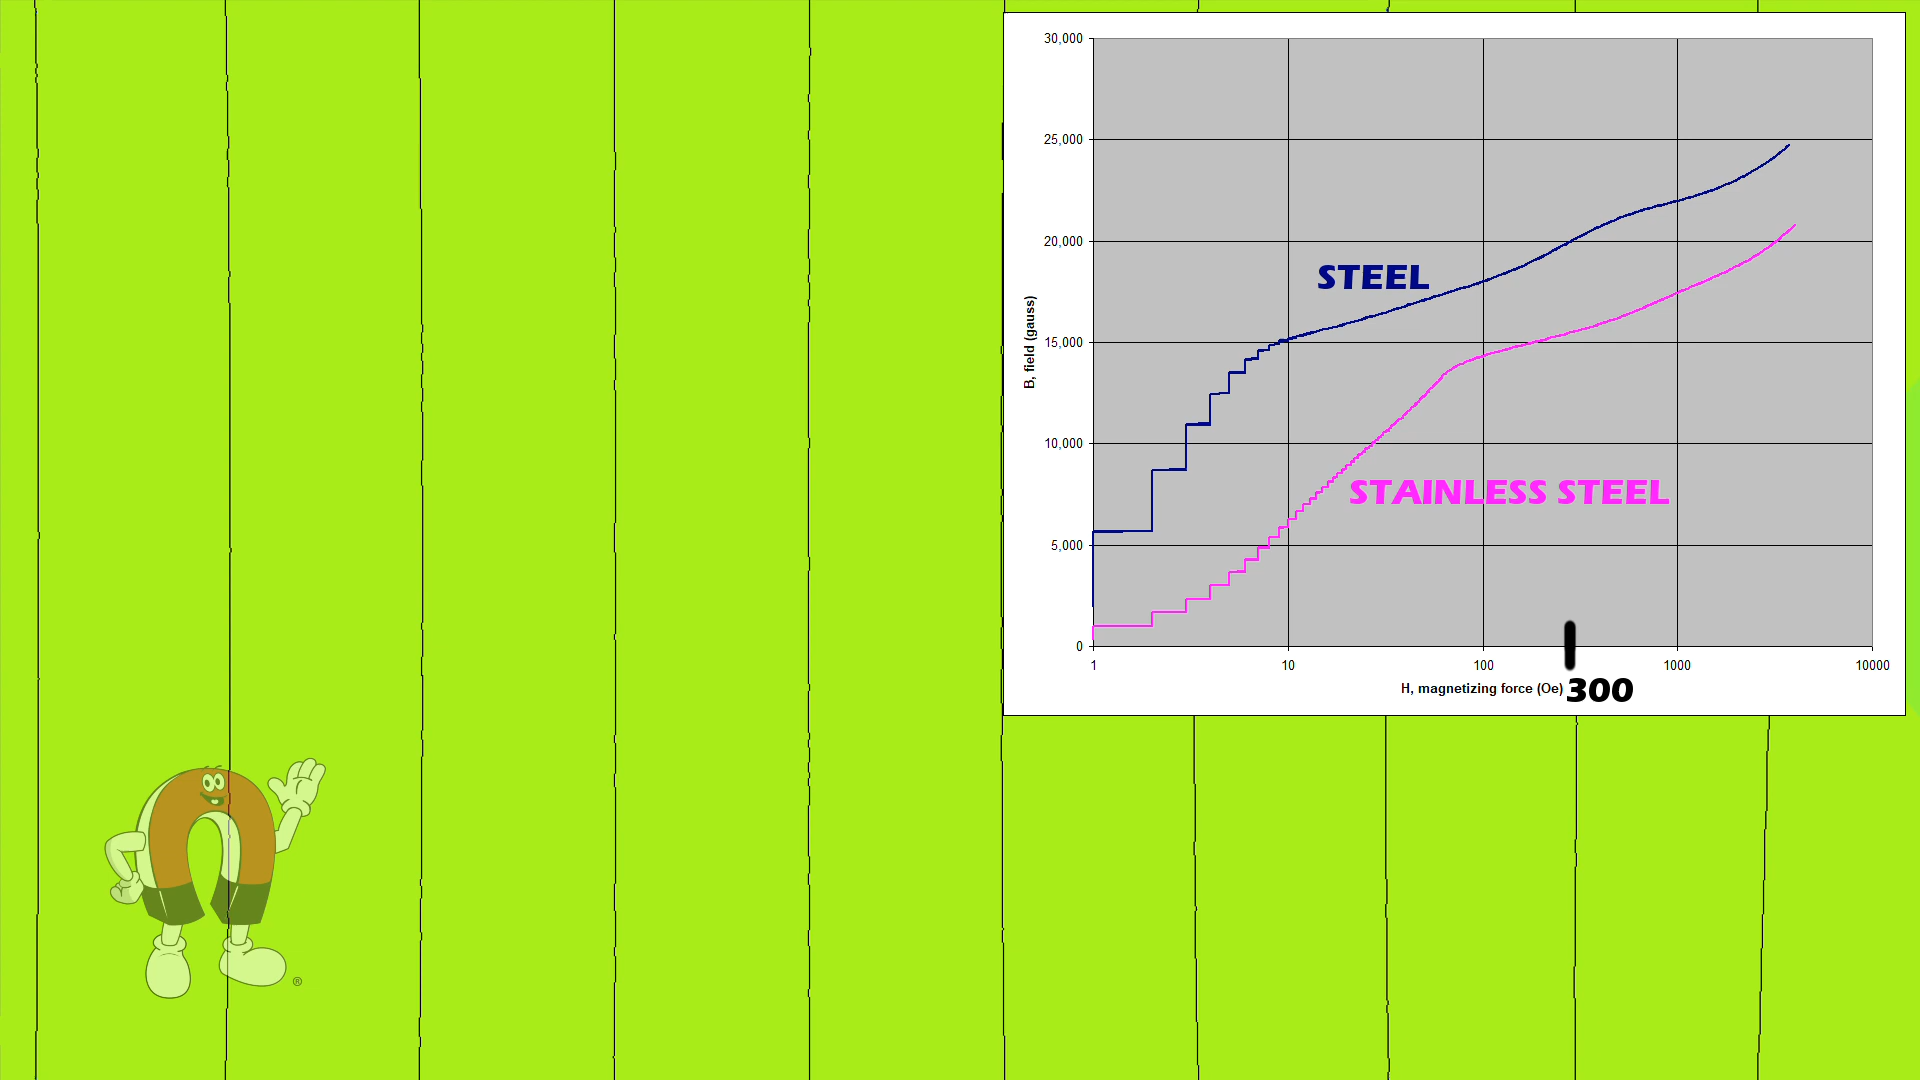 30,000
25,000
20,000
STEEL
B, field (gauss)
15,000
10,000
STAINLESS STEEL
5,000
0
1 10 100 1000 10000
H, magnetizing force (Oe) 300
®